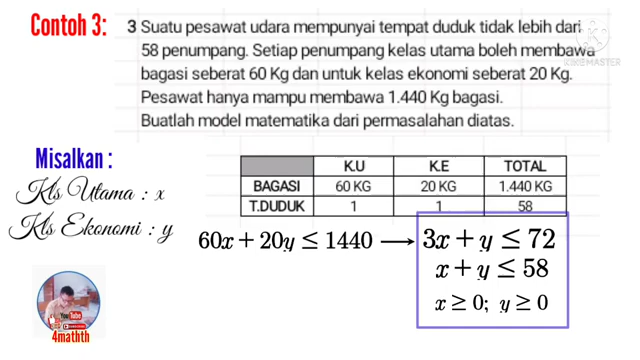 Contoh 3:
3 Suatu pesawat udara mempunyai tempat duduk tidak lebih dari
58 penumpang. Setiap penumpang kelas utama boleh membawa
bagasi seberat 60 Kg dan untuk kelas ekonomi seberat 20 Kg.
Pesawat hanya mampu membawa 1.440 Kg bagasi.
Buatlah model matematika dari permasalahan diatas.
KINEMASTER
Misalkan :
Kls Utama : x
Kls Ekonomi : y
K.U K.E TOTAL
BAGASI 60 KG 20 KG 1.440 KG
T.DUDUK 1 1 58
60x + 20y ≤ 1440 → 3x + y ≤ 72
x + y ≤ 58
x ≥ 0; y ≥ 0
YouTube
4mathth